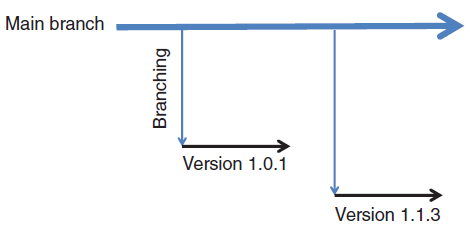 Main branch
Branching
Version 1.0.1
Version 1.1.3